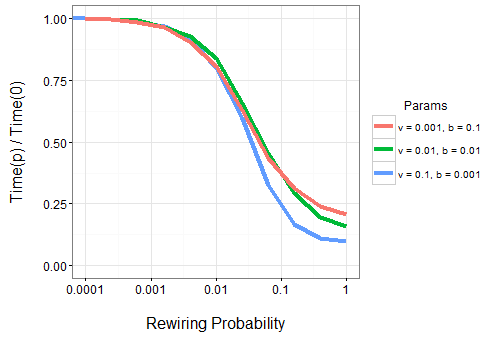 1.00
0.75
0.50
0.25
0.00
Time(p) / Time(0)
0.0001 0.001 0.01 0.1 1
Rewiring Probability
Params
v = 0.001, b = 0.1
v = 0.01, b = 0.01
v = 0.1, b = 0.001